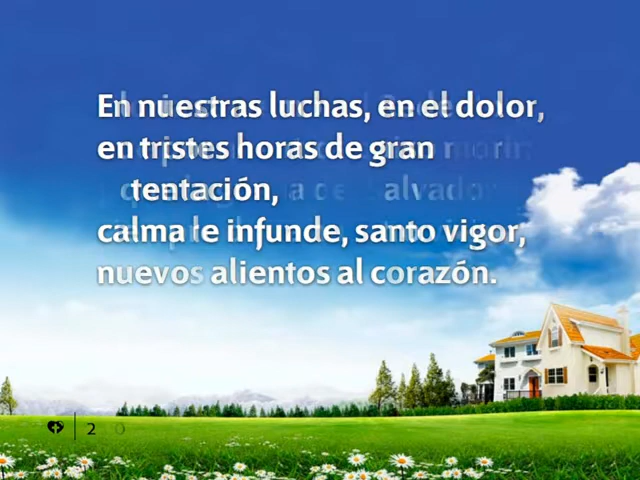 En nuestras luchas, en el dolor,
en tristes horas de gran
tentación,
calma le infunde, santo vigor,
nuevos alientos al corazón.
2